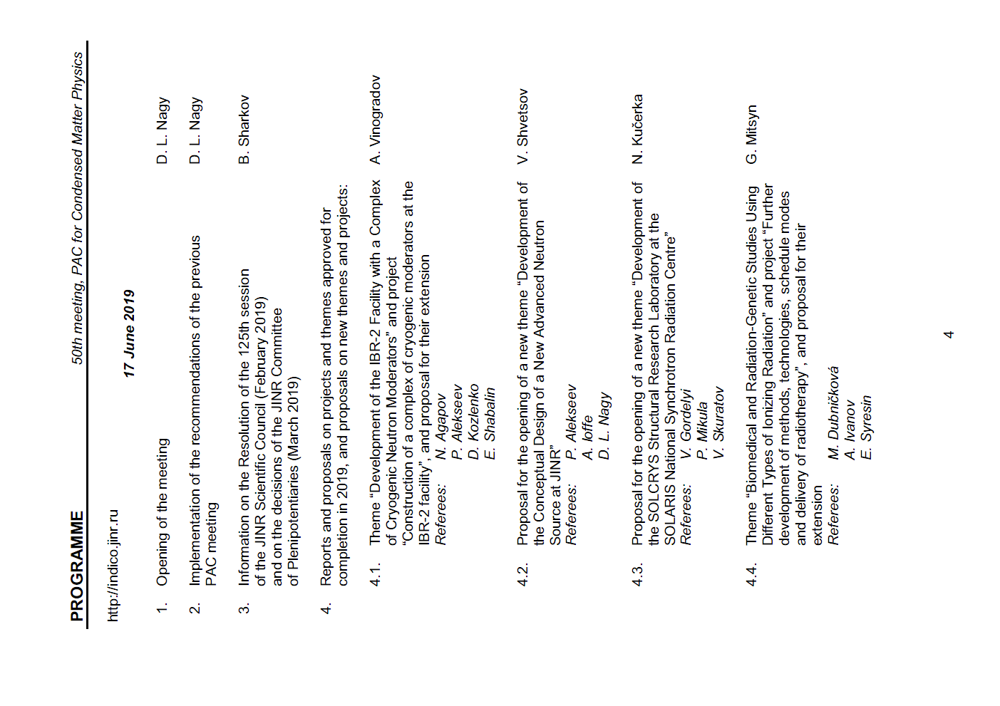 PROGRAMME 50th meeting, PAC for Condensed Matter Physics
http://indico.jinr.ru
17 June 2019
1. Opening of the meeting D. L. Nagy
2. Implementation of the recommendations of the previous D. L. Nagy
PAC meeting
3. Information on the Resolution of the 125th session B. Sharkov
of the JINR Scientific Council (February 2019)
and on the decisions of the JINR Committee
of Plenipotentiaries (March 2019)
4. Reports and proposals on projects and themes approved for
completion in 2019, and proposals on new themes and projects:
4.1. Theme “Development of the IBR-2 Facility with a Complex A. Vinogradov
of Cryogenic Neutron Moderators” and project
“Construction of a complex of cryogenic moderators at the
IBR-2 facility”, and proposal for their extension
Referees: N. Agapov
P. Alekseev
D. Kozlenko
E. Shabalin
4.2. Proposal for the opening of a new theme “Development of V. Shvetsov
the Conceptual Design of a New Advanced Neutron
Source at JINR”
Referees: P. Alekseev
A. Ioffe
D. L. Nagy
4.3. Proposal for the opening of a new theme “Development of N. Kučerka
the SOLCRYS Structural Research Laboratory at the
SOLARIS National Synchrotron Radiation Centre”
Referees: V. Gordelyi
P. Mikula
V. Skuratov
4.4. Theme “Biomedical and Radiation-Genetic Studies Using G. Mitsyn
Different Types of Ionizing Radiation” and project “Further
development of methods, technologies, schedule modes
and delivery of radiotherapy”, and proposal for their
extension
Referees: M. Dubničková
A. Ivanov
E. Syresin
4